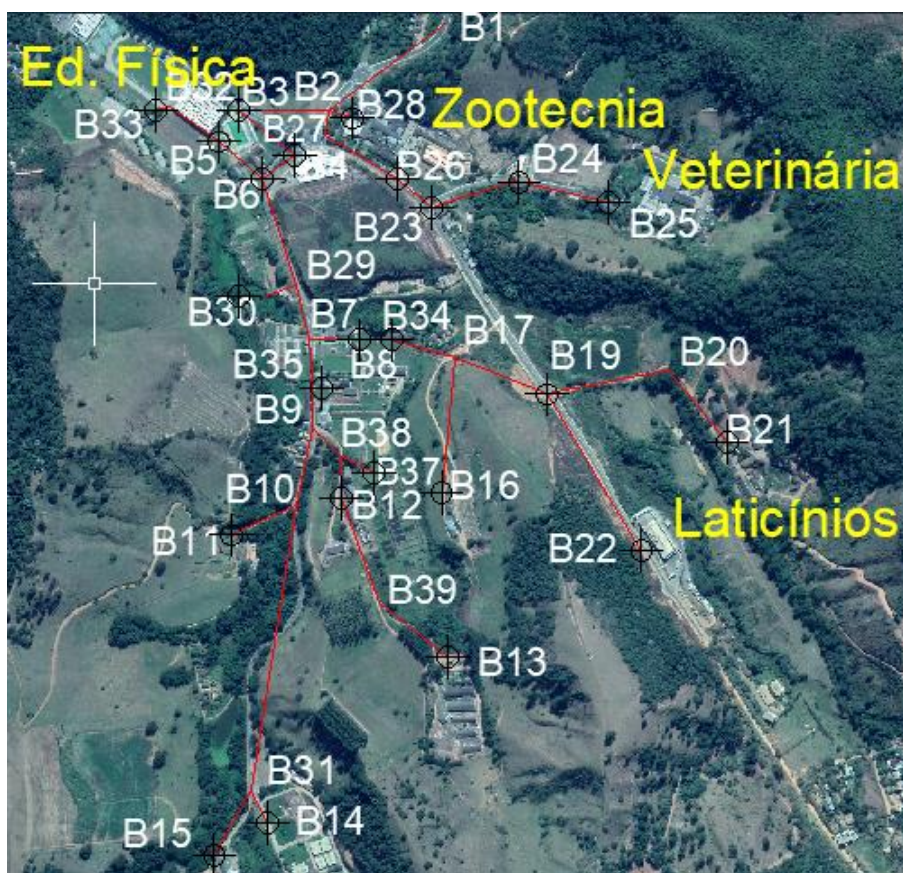 B1
Ed. Física
B32
B3
B2
B28
Zootecnia
B33
B27
B5
B4
B26
B24
Veterinária
B6
B23
B25
B29
B30
B7
B34
B17
B35
B8
B19
B20
B9
B38
B21
B37
B10
B12
B16
B11
Laticínios
B22
B39
B13
B31
B15
B14